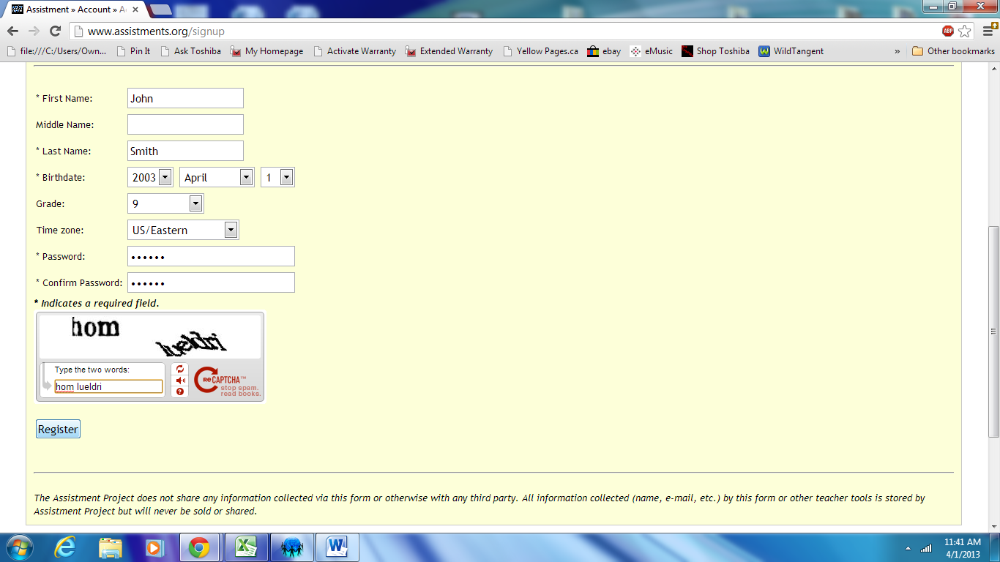 Assistment » Account » A
www.assistments.org/signup
ABP
file:///C:/Users/Own... Pin It Ask Toshiba My Homepage Activate Warranty Extended Warranty Yellow Pages.ca ebay eMusic Shop Toshiba WildTangent » Other bookmarks
* First Name: John
Middle Name:
* Last Name: Smith
* Birthdate: 2003 April 1
Grade: 9
Time zone: US/Eastern
* Password: ••••••
* Confirm Password: ••••••
* Indicates a required field.
hom lueldri
Type the two words:
hom lueldri
reCAPTCHA™
stop spam.
read books.
Register
The Assistment Project does not share any information collected via this form or otherwise with any third party. All information collected (name, e-mail, etc.) by this form or other teacher tools is stored by
Assistment Project but will never be sold or shared.
11:41 AM
4/1/2013